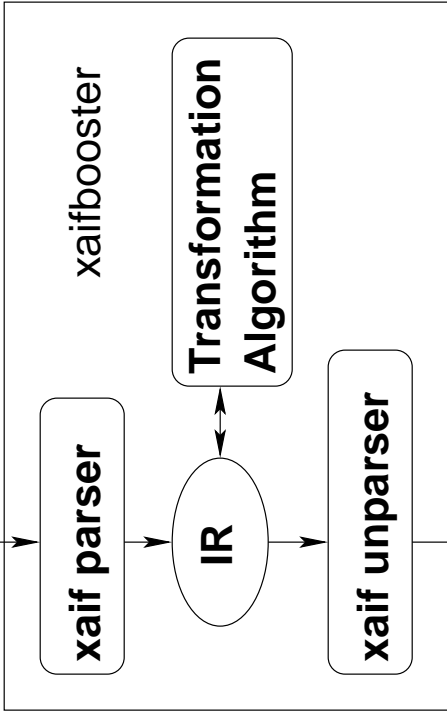 xaifbooster
xaif parser
IR
Transformation
Algorithm
xaif unparser